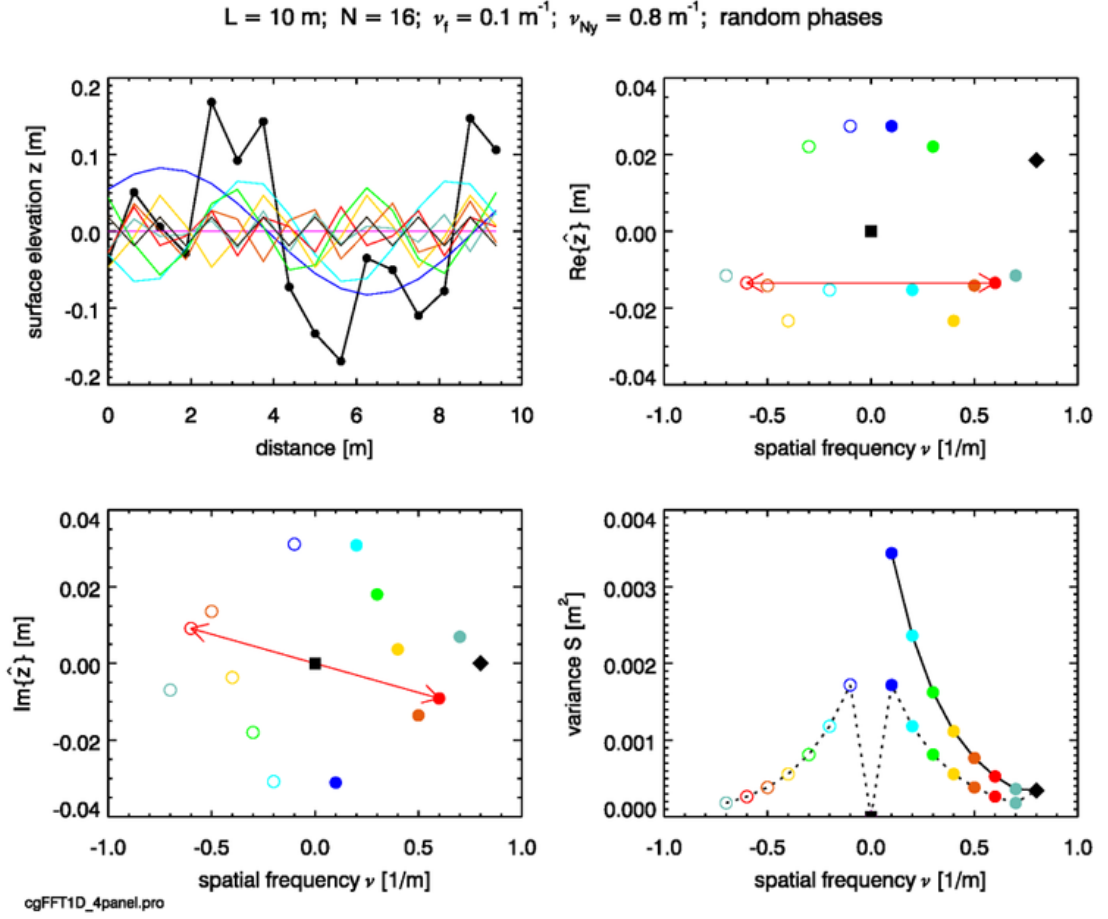 L = 10 m; N = 16; ν_f = 0.1 m⁻¹; ν_Ny = 0.8 m⁻¹; random phases
surface elevation z [m]
0.2
0.1
0.0
-0.1
-0.2
0 2 4 6 8 10
distance [m]
Re{ẑ} [m]
0.04
0.02
0.00
-0.02
-0.04
-1.0 -0.5 0.0 0.5 1.0
spatial frequency ν [1/m]
Im{ẑ} [m]
0.04
0.02
0.00
-0.02
-0.04
-1.0 -0.5 0.0 0.5 1.0
spatial frequency ν [1/m]
variance S [m²]
0.004
0.003
0.002
0.001
0.000
-1.0 -0.5 0.0 0.5 1.0
spatial frequency ν [1/m]
cgFFT1D_4panel.pro